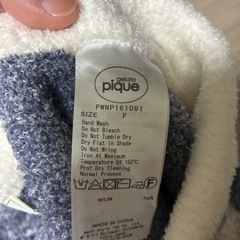 gelato
pique
PWNP161091
SIZE F
Hand Wash
Do Not Bleach
Do Not Tumble Dry
Dry Flat In Shade
Do Not Wring
Iron At Maximum
Temperature Of 150℃
Prof Dry Cleaning
Normal Process
NYLON
MADE IN CHINA